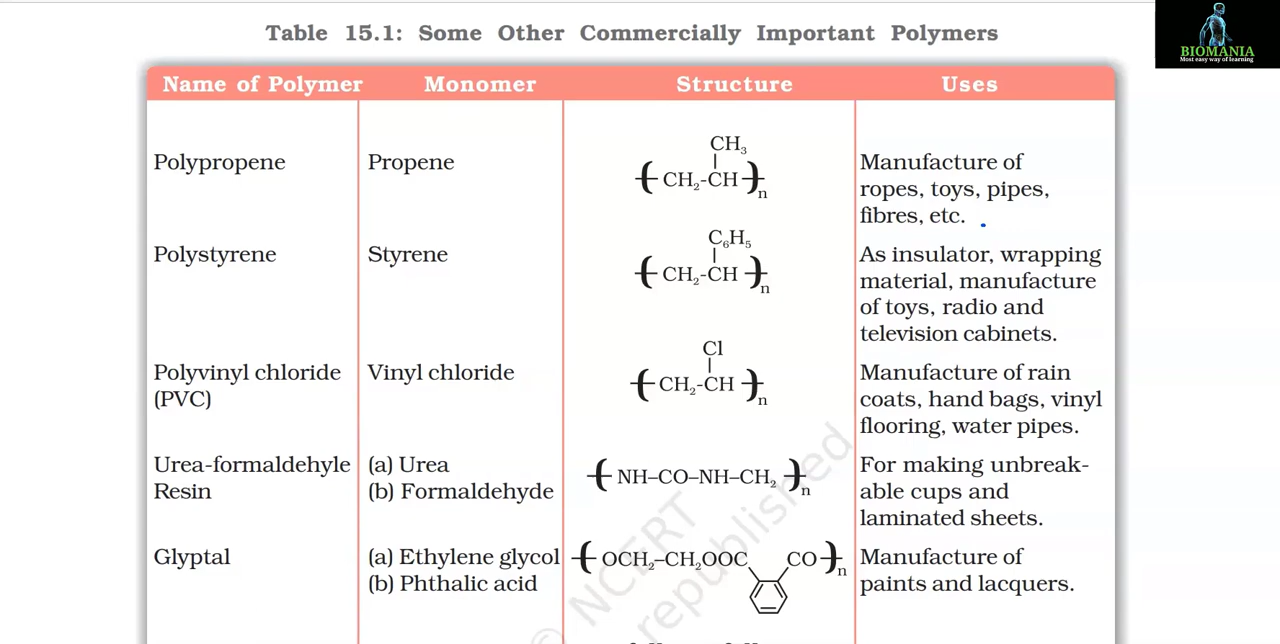 Table 15.1: Some Other Commercially Important Polymers
BIOMANIA
Most easy way of learning
Name of Polymer Monomer Structure Uses
Polypropene
Propene
CH₃
( CH₂-CH )n
Manufacture of
ropes, toys, pipes,
fibres, etc.
Polystyrene
Styrene
C₆H₅
( CH₂-CH )n
As insulator, wrapping
material, manufacture
of toys, radio and
television cabinets.
Polyvinyl chloride
(PVC)
Vinyl chloride
Cl
( CH₂-CH )n
Manufacture of rain
coats, hand bags, vinyl
flooring, water pipes.
Urea-formaldehyle
Resin
(a) Urea
(b) Formaldehyde
( NH–CO–NH–CH₂ )n
For making unbreak-
able cups and
laminated sheets.
Glyptal
(a) Ethylene glycol
(b) Phthalic acid
( OCH₂–CH₂OOC CO )n
Manufacture of
paints and lacquers.
© NCERT
republished